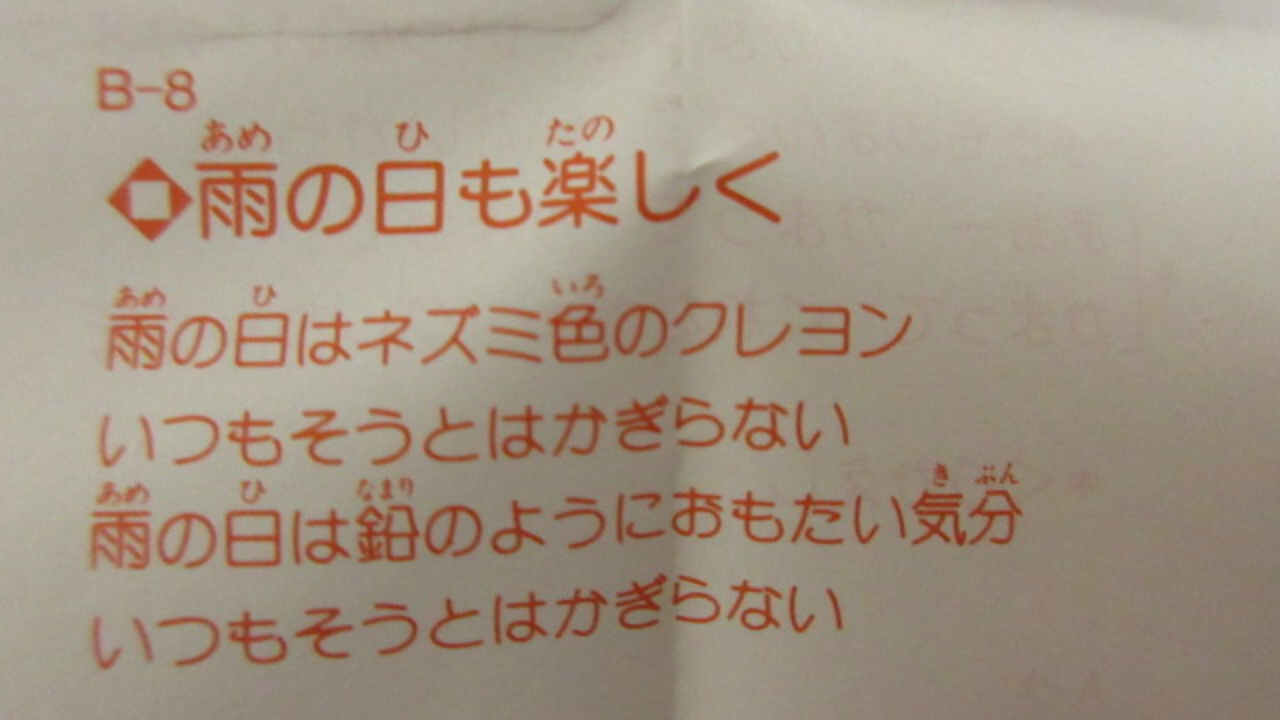 B-8
◆雨の日も楽しく
雨の日はネズミ色のクレヨン
いつもそうとはかぎらない
雨の日は鉛のようにおもたい気分
いつもそうとはかぎらない